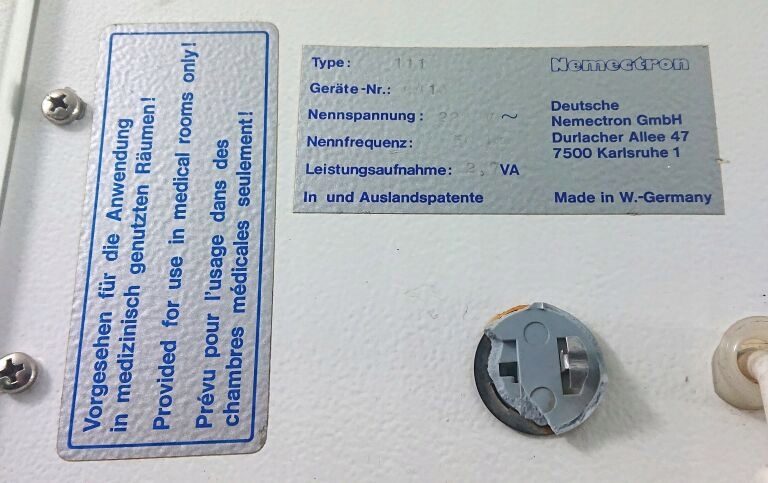 Vorgesehen für die Anwendung
in medizinisch genutzten Räumen!
Provided for use in medical rooms only!
Prévu pour l'usage dans des
chambres médicales seulement!
Type: 111
Geräte-Nr.:
Nennspannung: ~
Nennfrequenz:
Leistungsaufnahme: VA
In und Auslandspatente
Nemectron
Deutsche
Nemectron GmbH
Durlacher Allee 47
7500 Karlsruhe 1
Made in W.-Germany